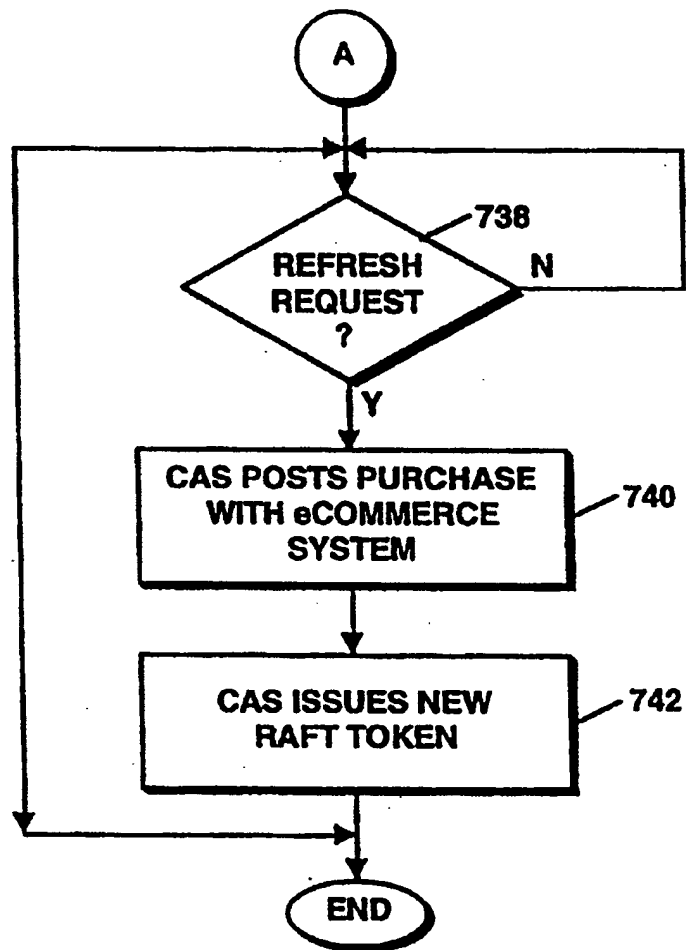 A
738
REFRESH
REQUEST
?
N
Y
CAS POSTS PURCHASE
WITH eCOMMERCE
SYSTEM
740
CAS ISSUES NEW
RAFT TOKEN
742
END